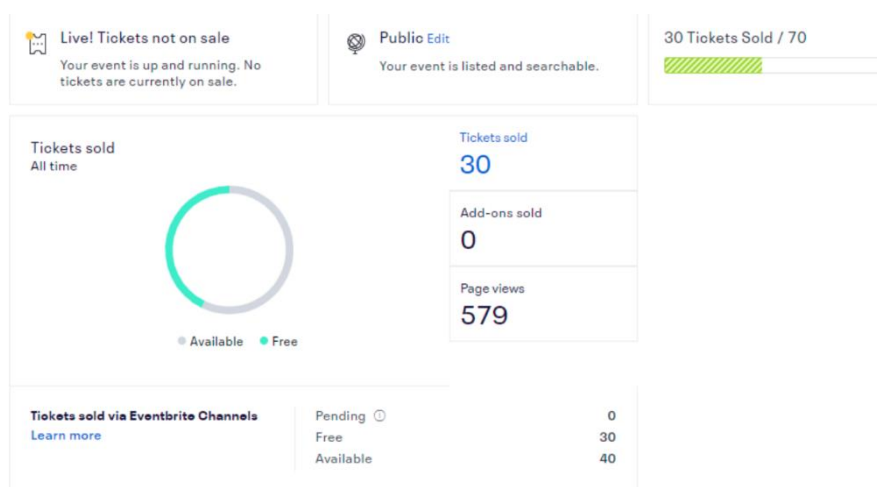 Live! Tickets not on sale
Your event is up and running. No
tickets are currently on sale.
Public Edit
Your event is listed and searchable.
30 Tickets Sold / 70
Tickets sold
All time
Available Free
Tickets sold
30
Add-ons sold
0
Page views
579
Tickets sold via Eventbrite Channels
Learn more
Pending 0
Free 30
Available 40